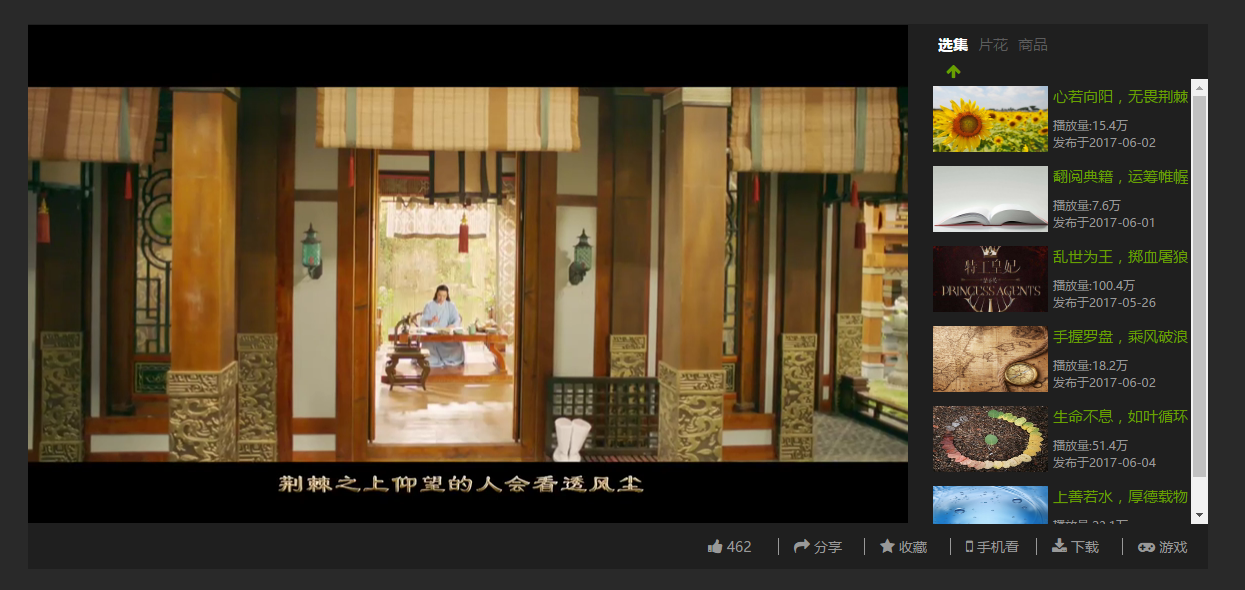 选集 片花 商品
心若向阳，无畏荆棘
播放量:15.4万
发布于2017-06-02
翻阅典籍，运筹帷幄
播放量:7.6万
发布于2017-06-01
特工皇妃
PRINCESS AGENTS
乱世为王，掷血屠狼
播放量:100.4万
发布于2017-05-26
手握罗盘，乘风破浪
播放量:18.2万
发布于2017-06-02
生命不息，如叶循环
播放量:51.4万
发布于2017-06-04
上善若水，厚德载物
荆棘之上仰望的人会看透风尘
462 分享 收藏 手机看 下载 游戏